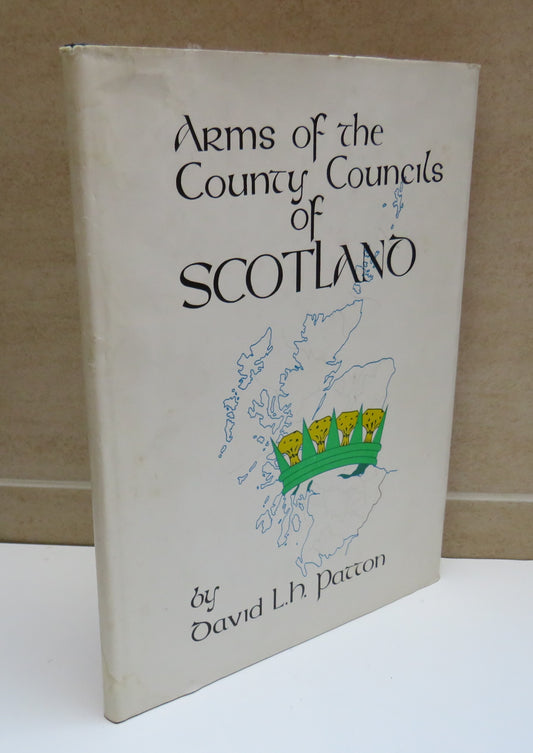 Arms of the
County Councils
of
SCOTLAND
by
David L.H. Patton